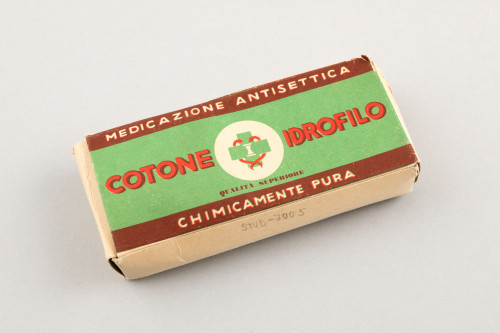 MEDICAZIONE ANTISETTICA
COTONE IDROFILO
QUALITÀ SUPERIORE
CHIMICAMENTE PURA